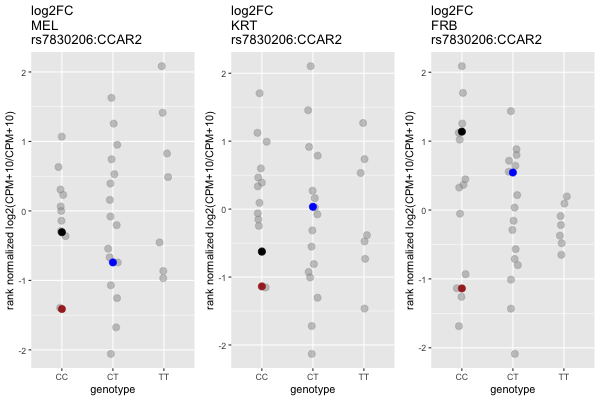 log2FC
MEL
rs7830206:CCAR2
rank normalized log2(CPM+10/CPM+10)
2
1
0
-1
-2
CC
CT
TT
genotype
log2FC
KRT
rs7830206:CCAR2
rank normalized log2(CPM+10/CPM+10)
2
1
0
-1
-2
CC
CT
TT
genotype
log2FC
FRB
rs7830206:CCAR2
rank normalized log2(CPM+10/CPM+10)
2
1
0
-1
-2
CC
CT
TT
genotype